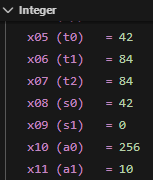 Integer
x05 (t0) = 42
x06 (t1) = 84
x07 (t2) = 84
x08 (s0) = 42
x09 (s1) = 0
x10 (a0) = 256
x11 (a1) = 10